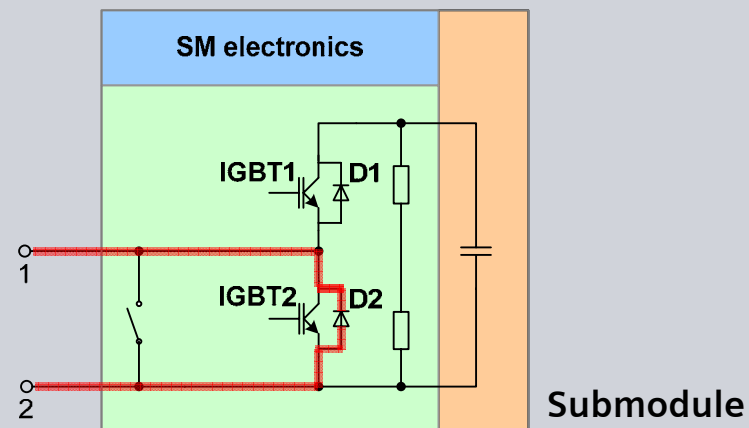 SM electronics
IGBT1 D1
1
IGBT2 D2
2
Submodule